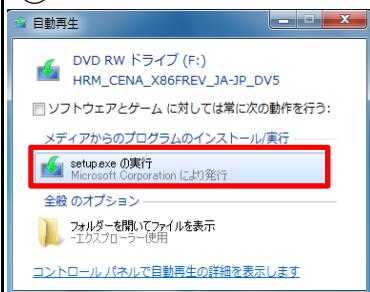 自動再生
DVD RW ドライブ (F:)
HRM_CENA_X86FREV_JA-JP_DV5
ソフトウェアとゲーム に対しては常に次の動作を行う:
メディアからのプログラムのインストール/実行
setup.exe の実行
Microsoft Corporation により発行
全般 のオプション
フォルダーを開いてファイルを表示
-エクスプローラー使用
コントロール パネルで自動再生の詳細を表示します